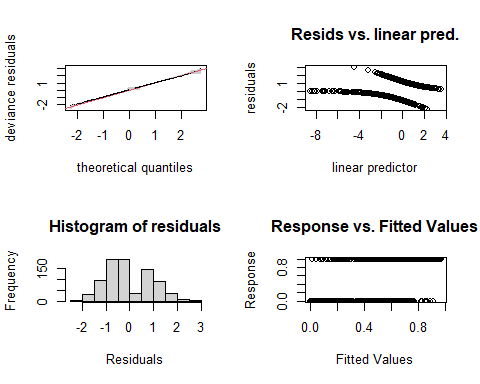 deviance residuals
-2 1
-2 -1 0 1 2
theoretical quantiles
Resids vs. linear pred.
residuals
-2 1
-8 -4 0 2 4
linear predictor
Histogram of residuals
Frequency
0 150
-2 -1 0 1 2 3
Residuals
Response vs. Fitted Values
Response
0.0 0.8
0.0 0.4 0.8
Fitted Values